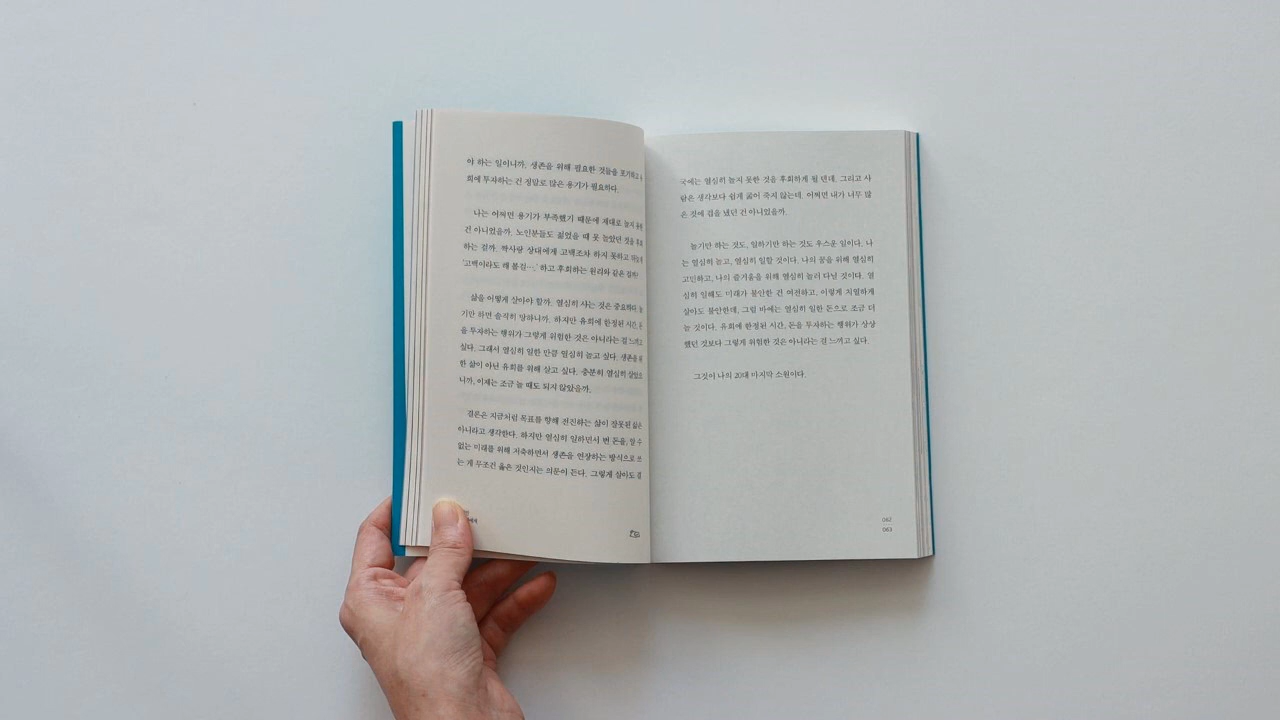 야 하는 일이니까. 생존을 위해 필요한 것들을 포기하고
희에 투자하는 건 정말로 많은 용기가 필요하다.
나는 어쩌면 용기가 부족했기 때문에 제대로 놀지 못한
건 아니었을까. 노인분들도 젊었을 때 못 놀았던 것을 후회
하는 걸까. 짝사랑 상대에게 고백조차 하지 못하고
'고백이라도 해 볼길….' 하고 후회하는 원리와 같은 걸까?
삶을 어떻게 살아야 할까. 열심히 사는 것은 중요하다. 놀
기만 하면 솔직히 망하니까. 하지만 유희에 한정된 시간, 돈
을 투자하는 행위가 그렇게 위험한 것은 아니라는 걸 느끼고
싶다. 그래서 열심히 일한 만큼 열심히 놀고 싶다. 생존을 위
한 삶이 아닌 유희를 위해 살고 싶다. 충분히 열심히 살았으
니까, 이제는 조금 놀 때도 되지 않았을까.
결론은 지금처럼 목표를 향해 전진하는 삶이 잘못된 삶은
아니라고 생각한다. 하지만 열심히 일하면서 번 돈을, 알 수
없는 미래를 위해 저축하면서 생존을 연장하는 방식으로 쓰
는 게 무조건 옳은 것인지는 의문이 든다. 그렇게 살아도 결
국에는 열심히 놀지 못한 것을 후회하게 될 텐데. 그리고 사
람은 생각보다 쉽게 굶어 죽지 않는데. 어쩌면 내가 너무 많
은 것에 겁을 냈던 건 아니었을까.
놀기만 하는 것도, 일하기만 하는 것도 우스운 일이다. 나
는 열심히 놀고, 열심히 일할 것이다. 나의 꿈을 위해 열심히
고민하고, 나의 즐거움을 위해 열심히 놀러 다닐 것이다. 열
심히 일해도 미래가 불안한 건 여전하고, 이렇게 치열하게
살아도 불안한데, 그럴 바에는 열심히 일한 돈으로 조금 더
놀 것이다. 유희에 한정된 시간, 돈을 투자하는 행위가 상상
했던 것보다 그렇게 위험한 것은 아니라는 걸 느끼고 싶다.
그것이 나의 20대 마지막 소원이다.
062
063